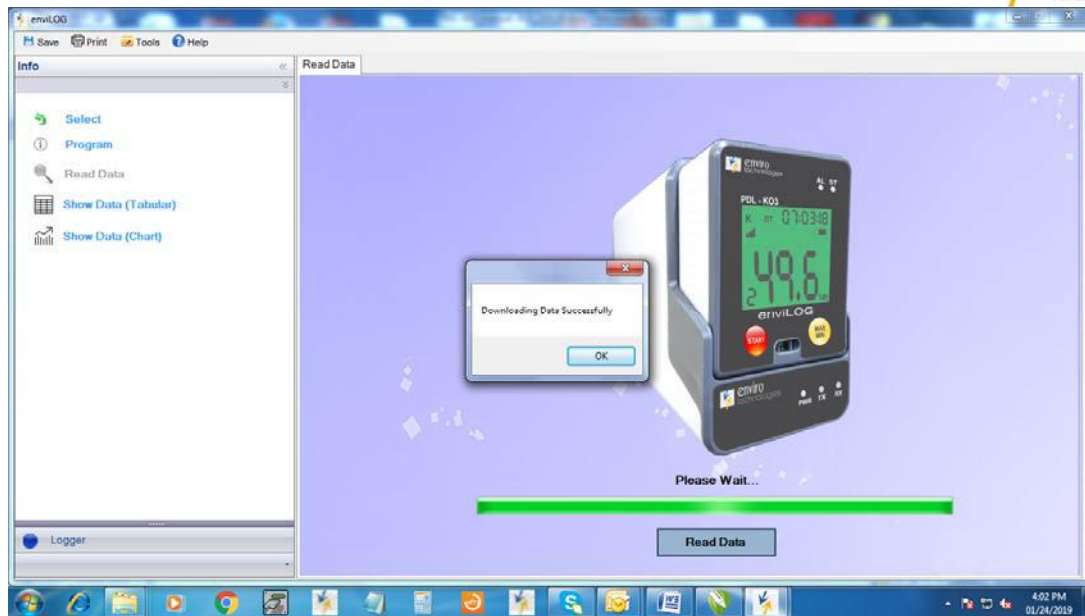 enviLOG
Save Print Tools Help
Info
Read Data
Select
Program
Read Data
Show Data (Tabular)
Show Data (Chart)
enviro
technologies
AL ST
PDL - K03
K DT 07:03:18
49.6
2
enviLOG
START
MAX
MIN
enviro
technologies
PWR TX RX
Downloading Data Successfully
OK
Please Wait...
Read Data
Logger
4:02 PM
01/24/2019